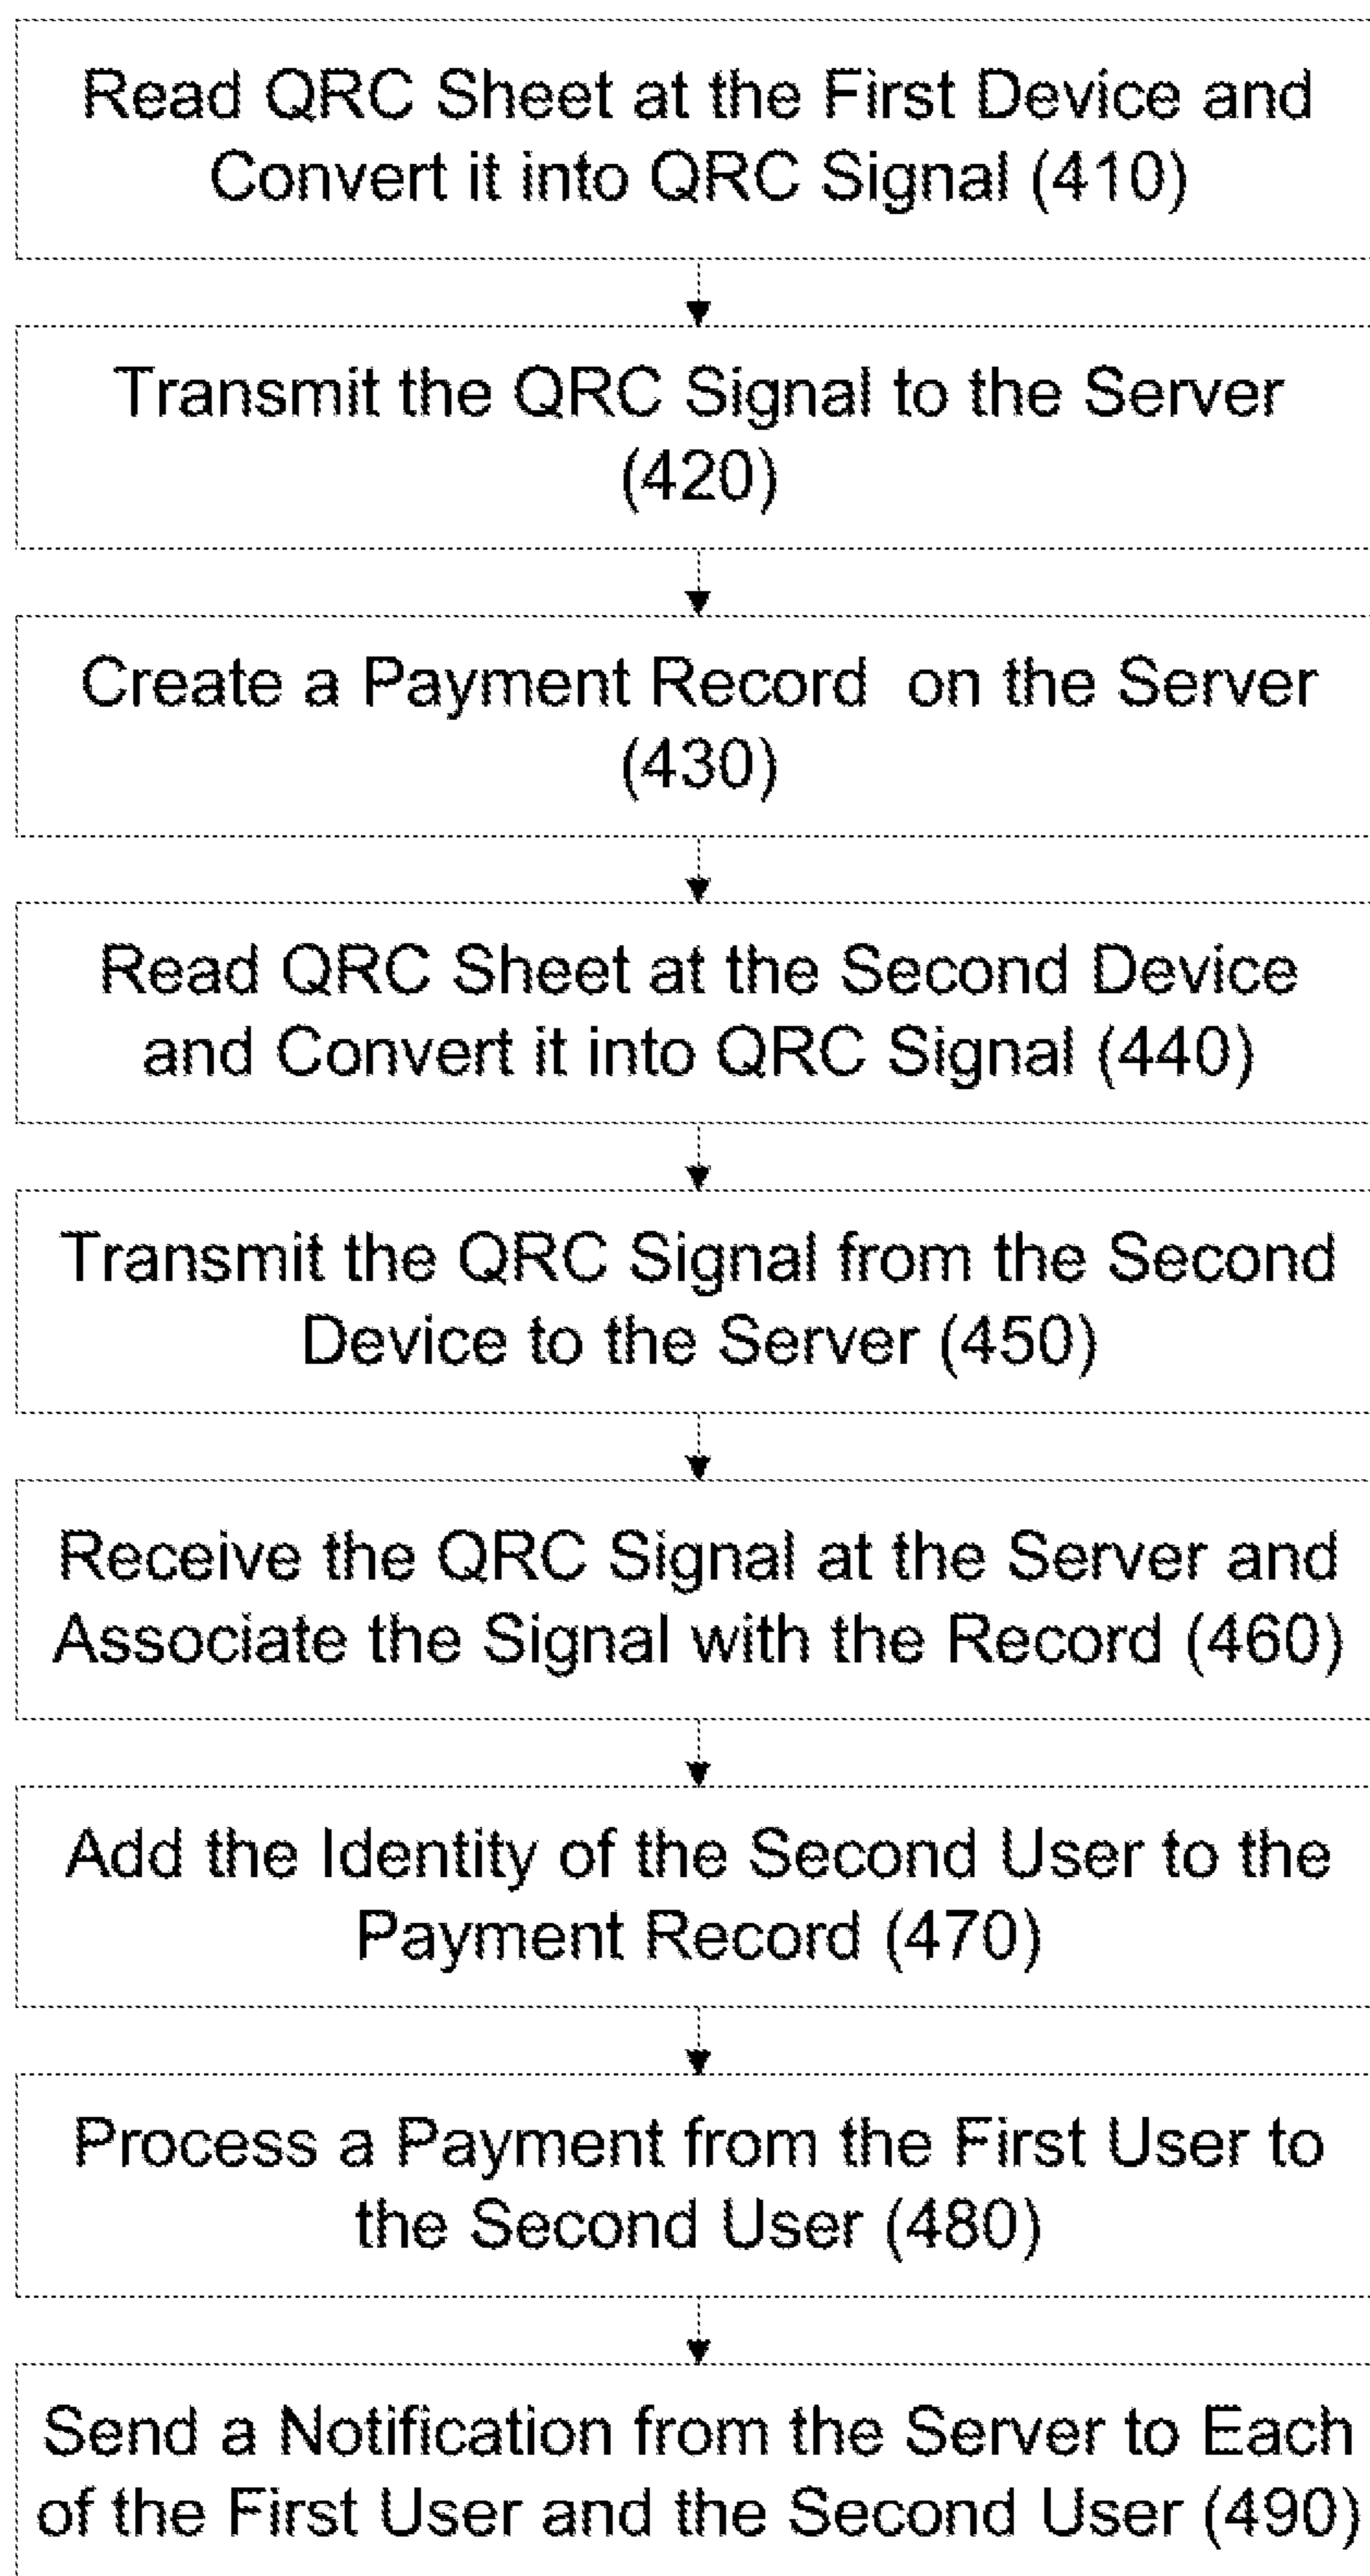 Read QRC Sheet at the First Device and
Convert it into QRC Signal (410)
Transmit the QRC Signal to the Server
(420)
Create a Payment Record on the Server
(430)
Read QRC Sheet at the Second Device
and Convert it into QRC Signal (440)
Transmit the QRC Signal from the Second
Device to the Server (450)
Receive the QRC Signal at the Server and
Associate the Signal with the Record (460)
Add the Identity of the Second User to the
Payment Record (470)
Process a Payment from the First User to
the Second User (480)
Send a Notification from the Server to Each
of the First User and the Second User (490)